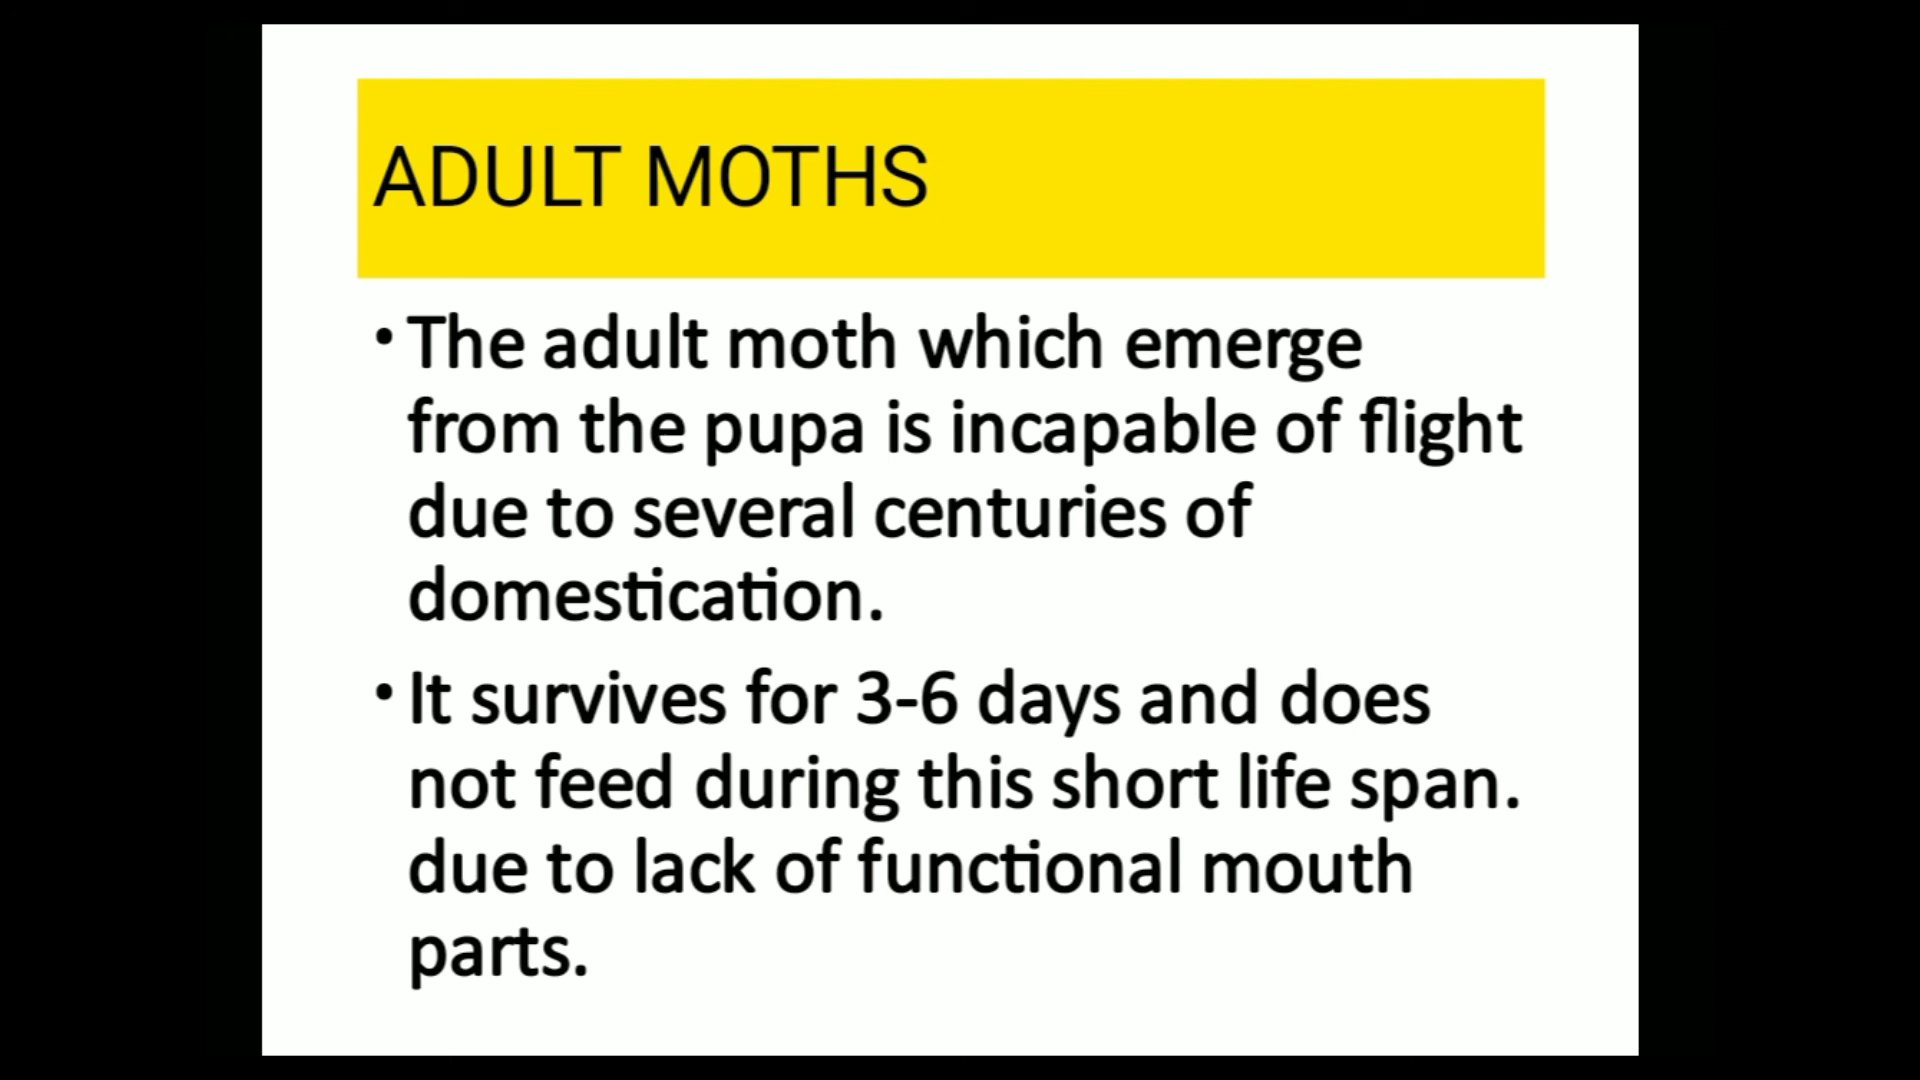 ADULT MOTHS
• The adult moth which emerge
from the pupa is incapable of flight
due to several centuries of
domestication.
• It survives for 3-6 days and does
not feed during this short life span.
due to lack of functional mouth
parts.